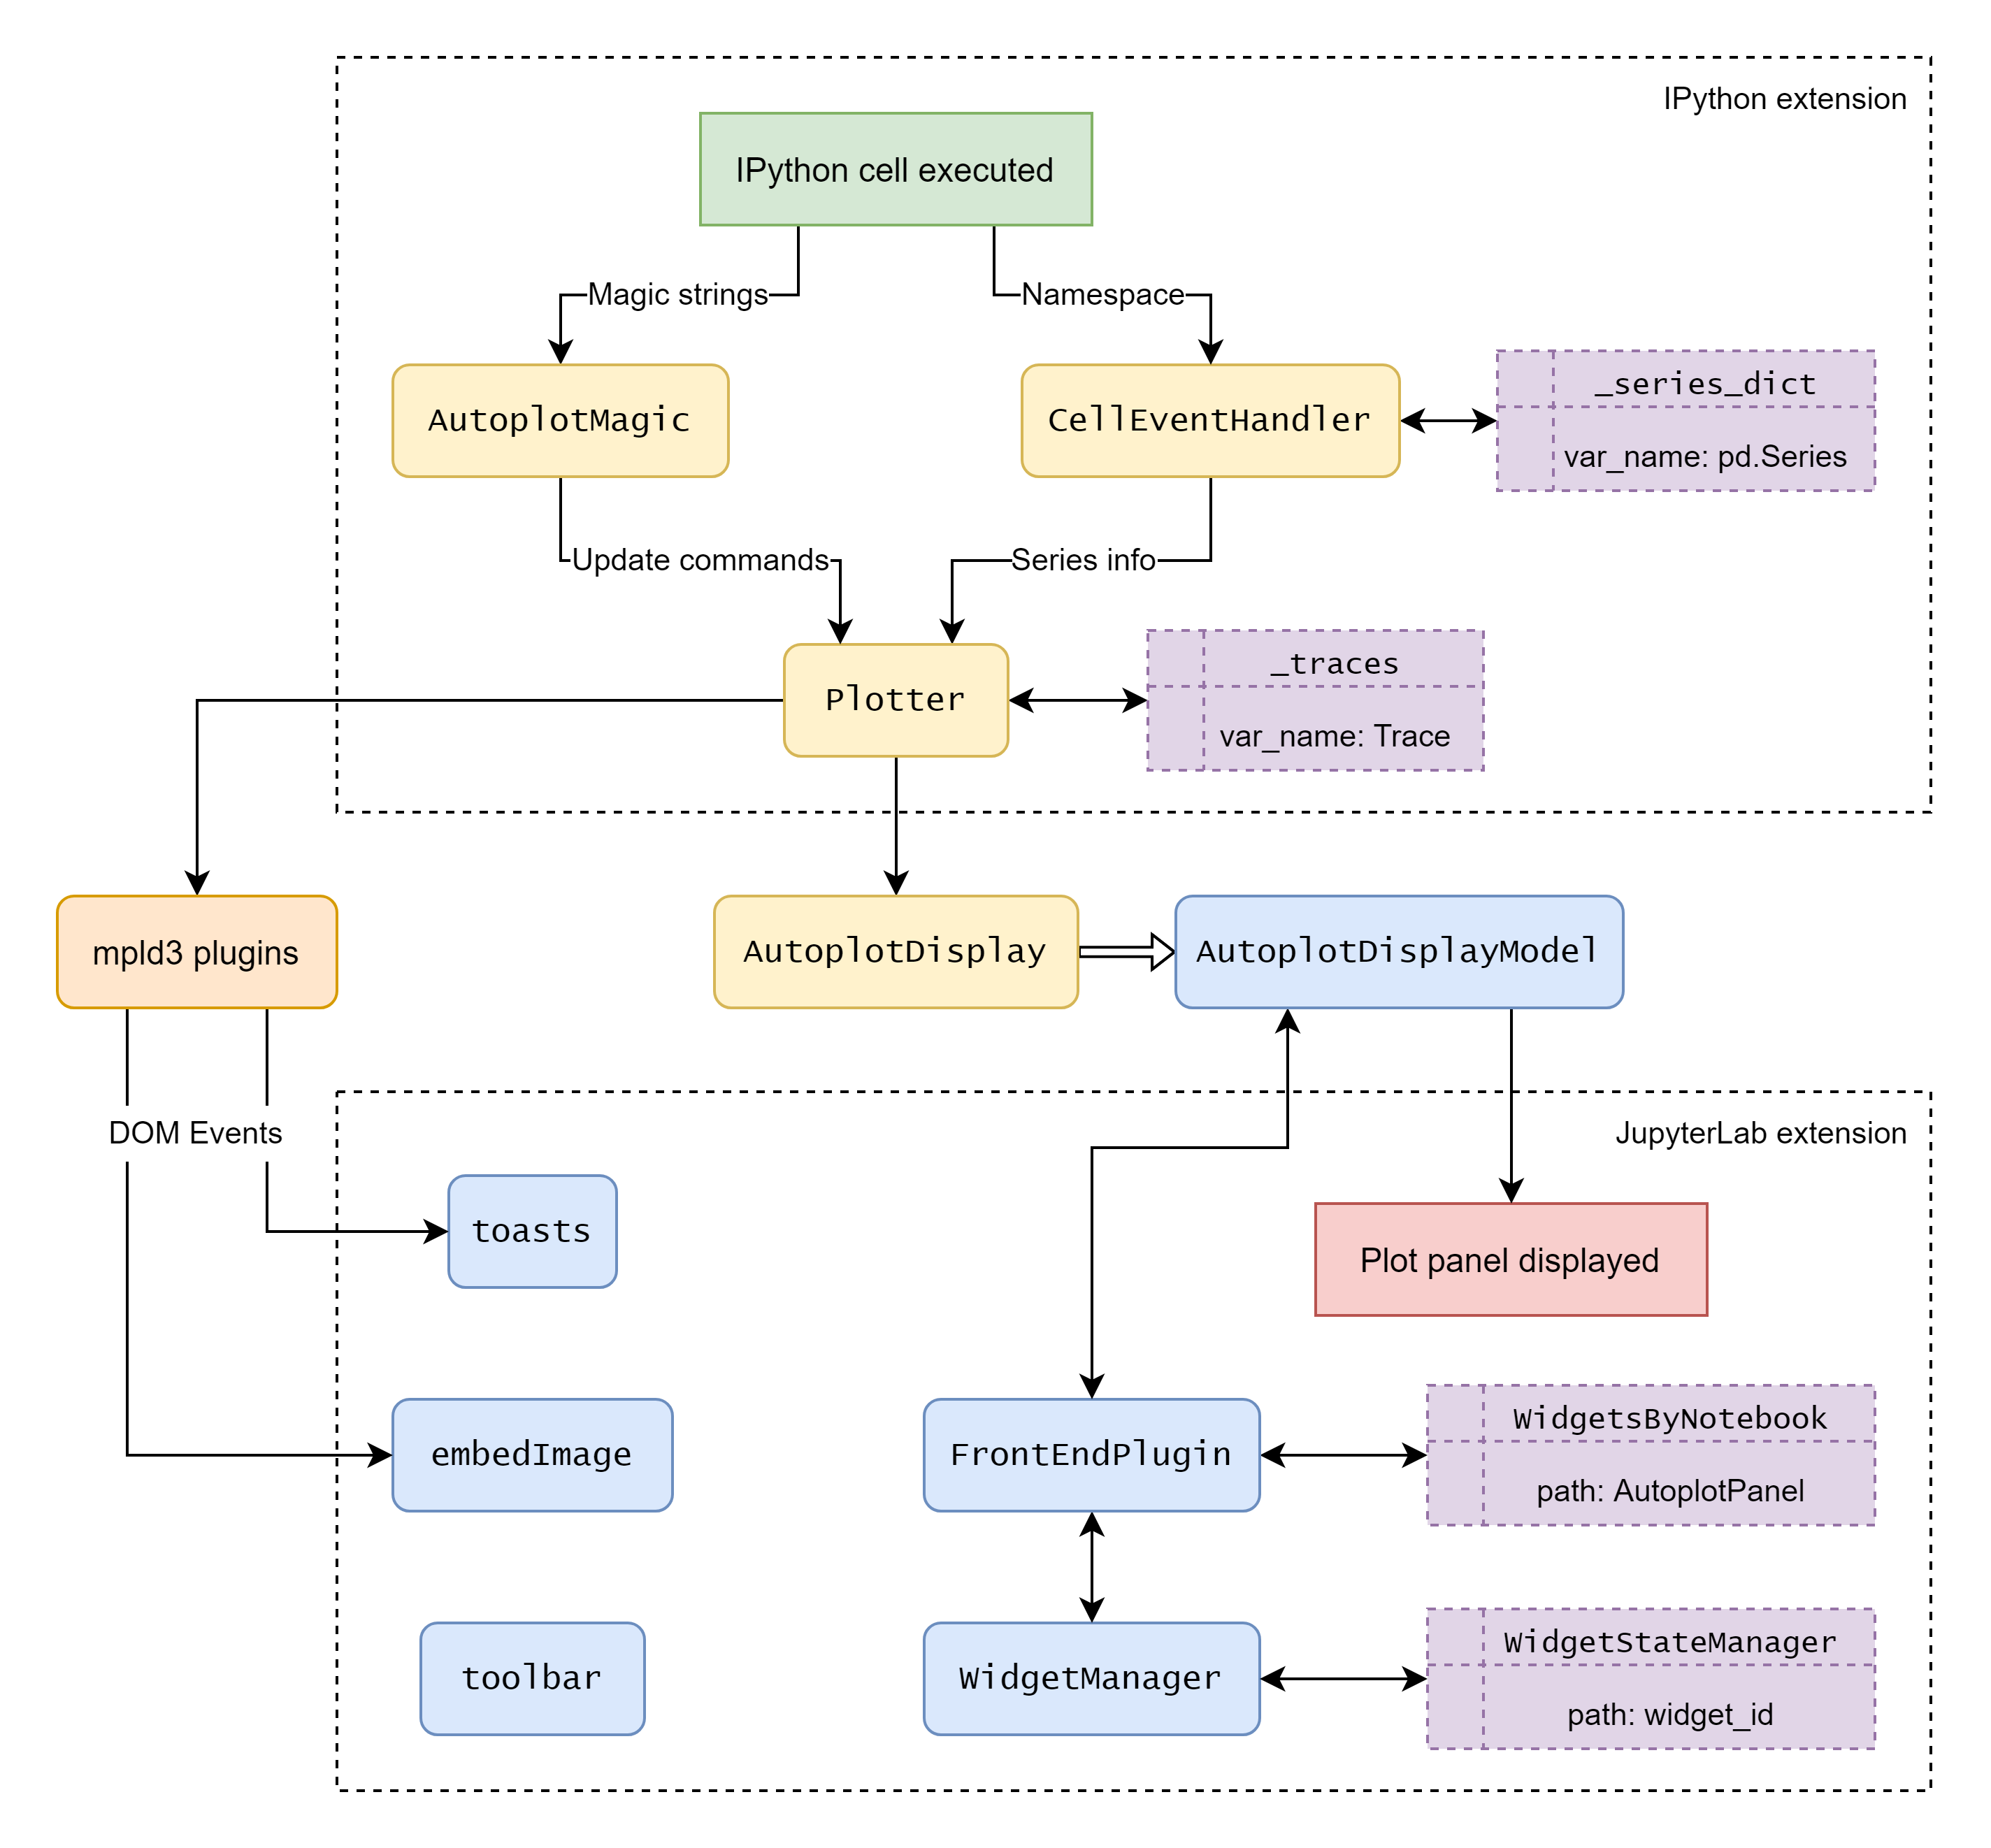 IPython extension
IPython cell executed
Magic strings
Namespace
AutoplotMagic
CellEventHandler
_series_dict
var_name: pd.Series
Update commands
Series info
Plotter
_traces
var_name: Trace
mpld3 plugins
AutoplotDisplay
AutoplotDisplayModel
DOM Events
JupyterLab extension
toasts
Plot panel displayed
embedImage
FrontEndPlugin
WidgetsByNotebook
path: AutoplotPanel
toolbar
WidgetManager
WidgetStateManager
path: widget_id